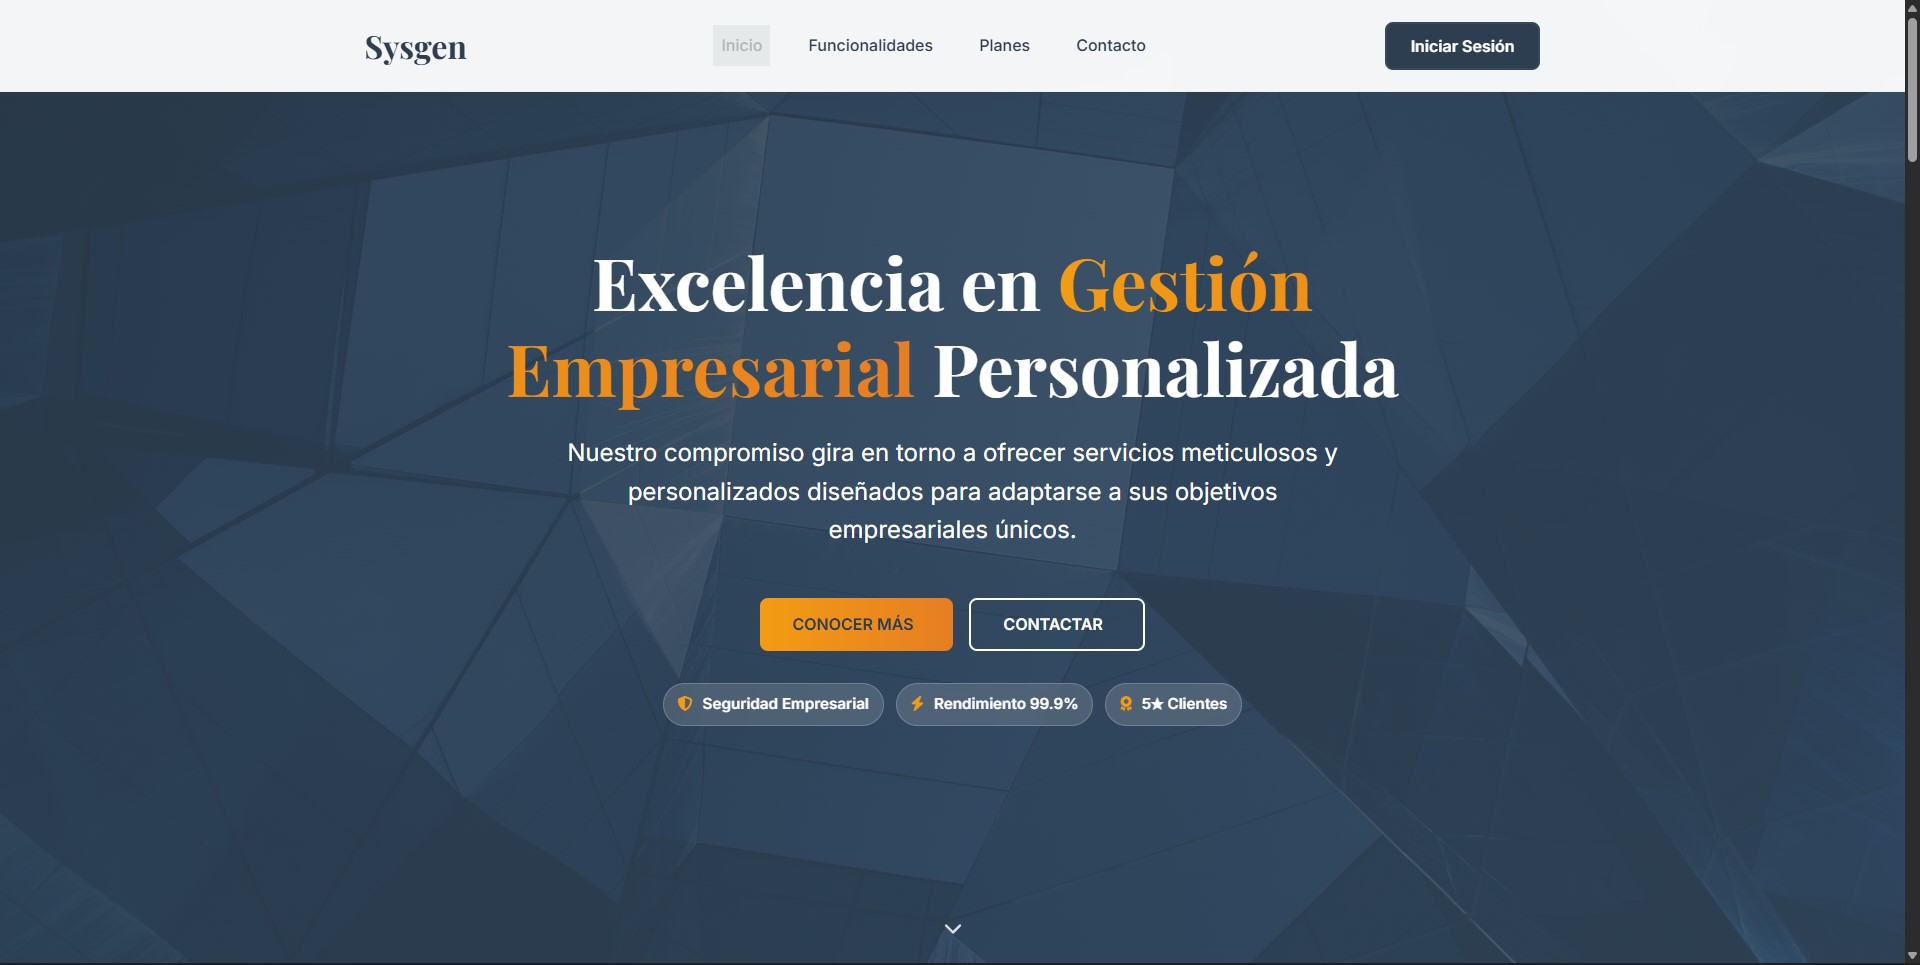 Sysgen
Inicio
Funcionalidades
Planes
Contacto
Iniciar Sesión
Excelencia en Gestión
Empresarial Personalizada
Nuestro compromiso gira en torno a ofrecer servicios meticulosos y
personalizados diseñados para adaptarse a sus objetivos
empresariales únicos.
CONOCER MÁS
CONTACTAR
Seguridad Empresarial
Rendimiento 99.9%
5★ Clientes